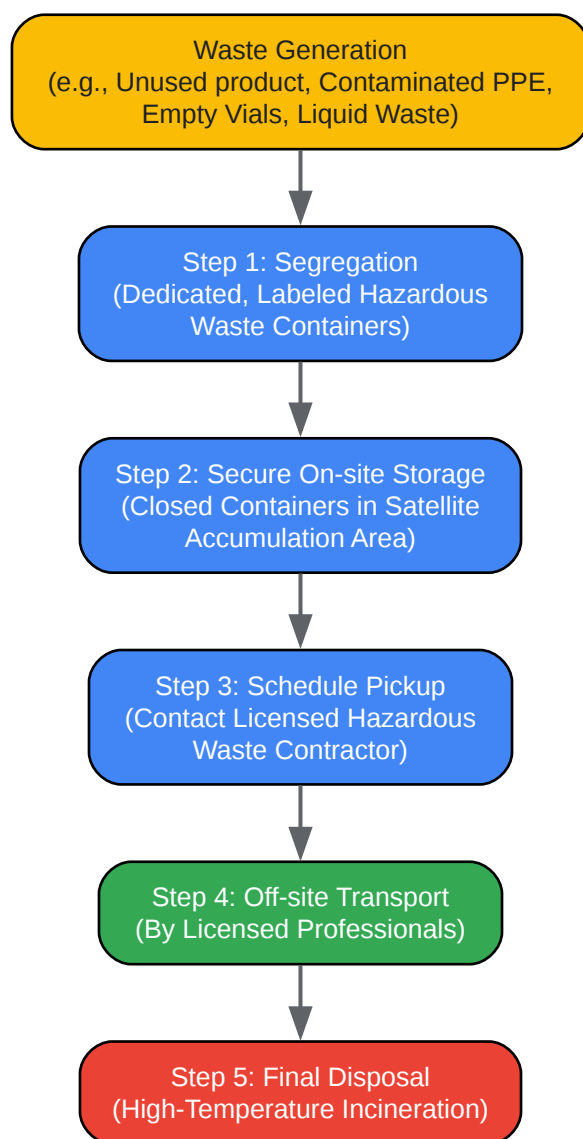 Waste Generation
(e.g., Unused product, Contaminated PPE,
Empty Vials, Liquid Waste)
Step 1: Segregation
(Dedicated, Labeled Hazardous
Waste Containers)
Step 2: Secure On-site Storage
(Closed Containers in Satellite
Accumulation Area)
Step 3: Schedule Pickup
(Contact Licensed Hazardous
Waste Contractor)
Step 4: Off-site Transport
(By Licensed Professionals)
Step 5: Final Disposal
(High-Temperature Incineration)